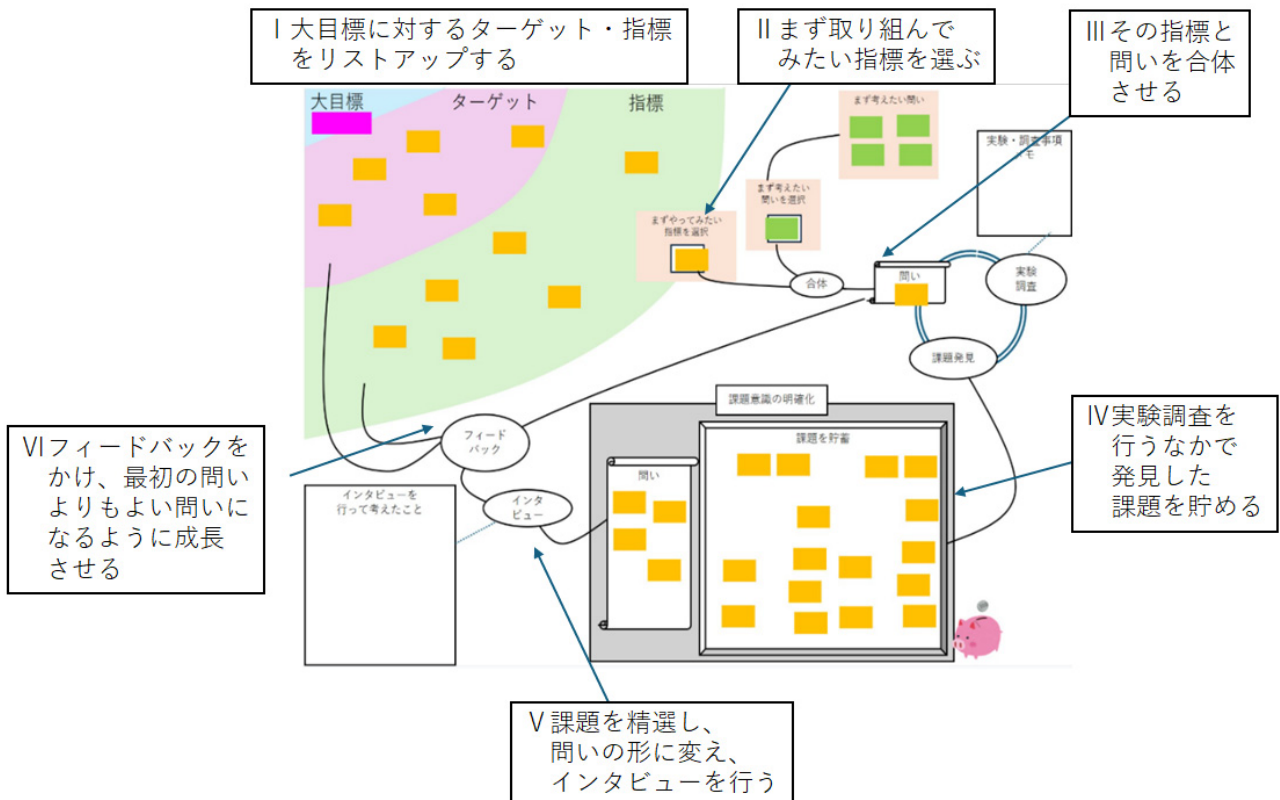 Ⅰ大目標に対するターゲット・指標
をリストアップする
Ⅱまず取り組んで
みたい指標を選ぶ
Ⅲその指標と
問いを合体
させる
大目標
ターゲット
指標
まず考えたい問い
実験・調査事項
メモ
まず考えたい
問いを選択
まずやってみたい
指標を選択
合体
問い
実験
調査
課題発見
課題意識の明確化
課題を貯蓄
問い
フィード
バック
インタ
ビュー
インタビューを
行って考えたこと
Ⅳ実験調査を
行うなかで
発見した
課題を貯める
Ⅵフィードバックを
かけ、最初の問い
よりもよい問いに
なるように成長
させる
Ⅴ課題を精選し、
問いの形に変え、
インタビューを行う